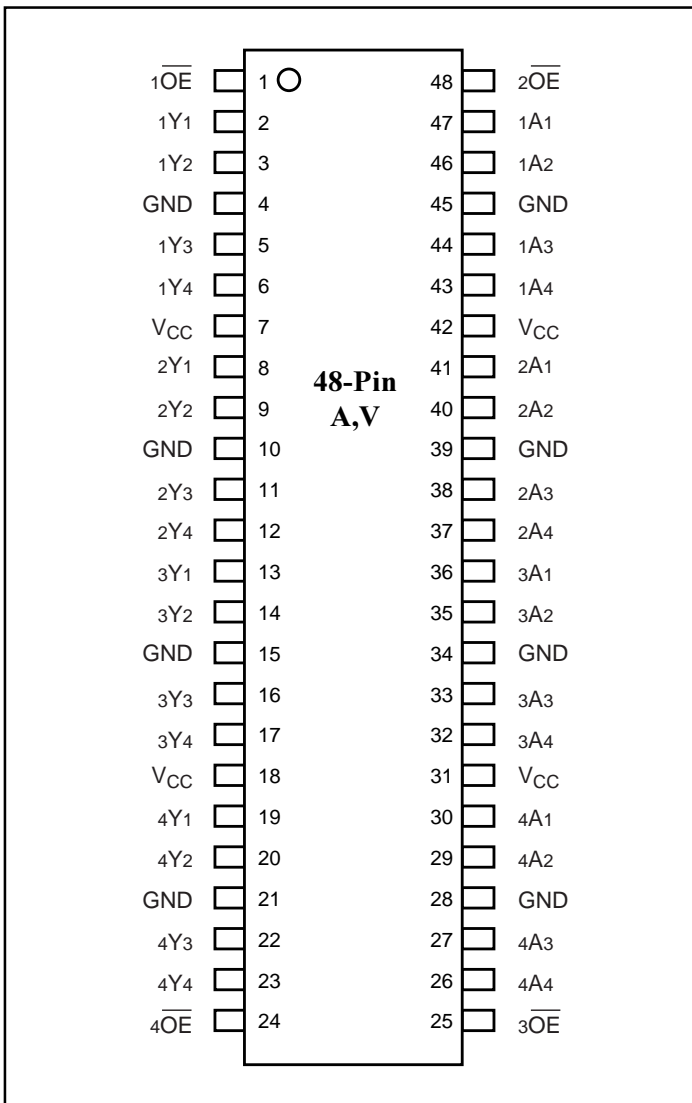 1O̅E̅ 1 48 2O̅E̅
1Y1 2 47 1A1
1Y2 3 46 1A2
GND 4 45 GND
1Y3 5 44 1A3
1Y4 6 43 1A4
VCC 7 42 VCC
2Y1 8 41 2A1
48-Pin
2Y2 9 40 2A2
A,V
GND 10 39 GND
2Y3 11 38 2A3
2Y4 12 37 2A4
3Y1 13 36 3A1
3Y2 14 35 3A2
GND 15 34 GND
3Y3 16 33 3A3
3Y4 17 32 3A4
VCC 18 31 VCC
4Y1 19 30 4A1
4Y2 20 29 4A2
GND 21 28 GND
4Y3 22 27 4A3
4Y4 23 26 4A4
4O̅E̅ 24 25 3O̅E̅